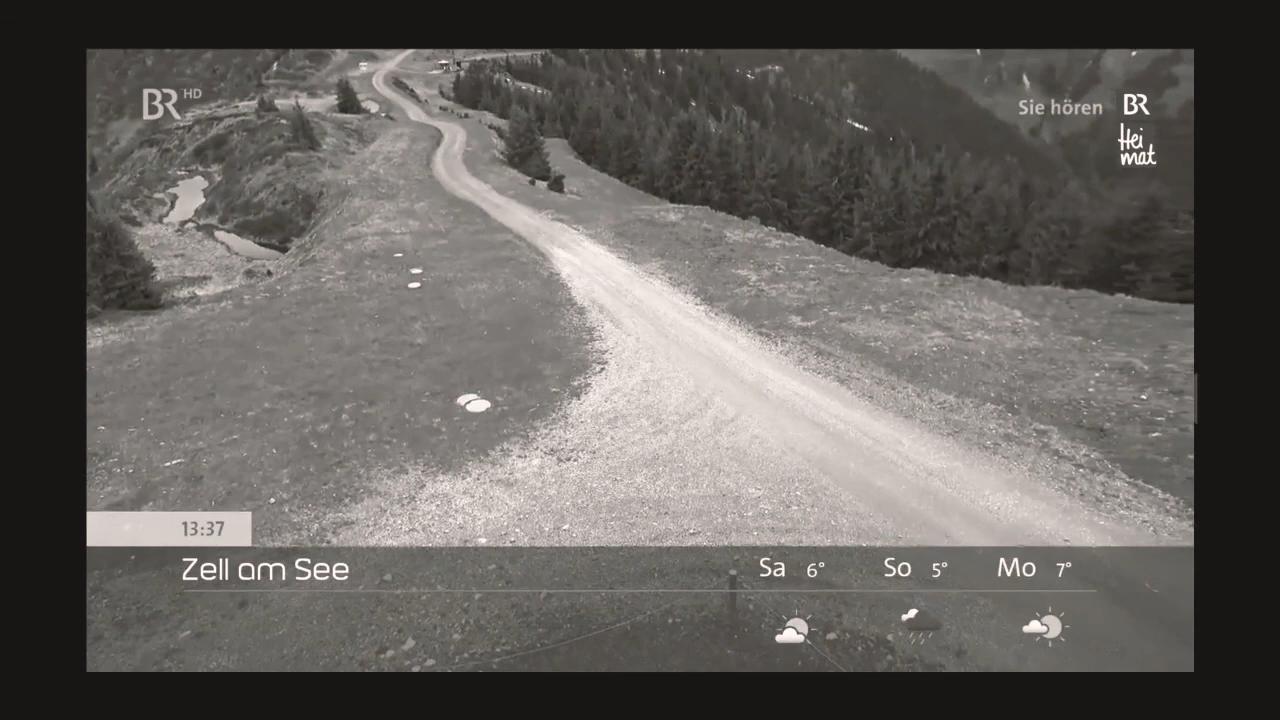 BR HD
Sie hören BR
Hei
mat
13:37
Zell am See
Sa 6° So 5° Mo 7°